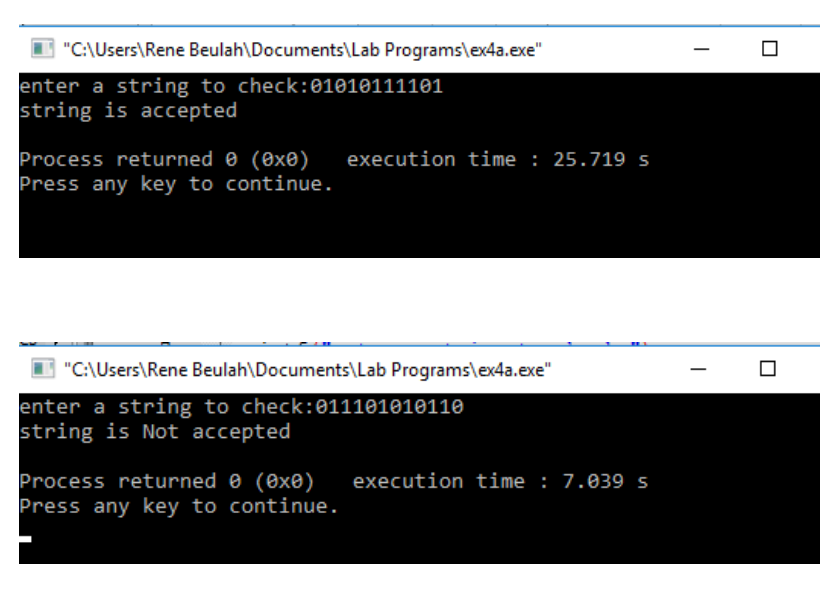 "C:\Users\Rene Beulah\Documents\Lab Programs\ex4a.exe"
enter a string to check:01010111101
string is accepted
Process returned 0 (0x0)   execution time : 25.719 s
Press any key to continue.
"C:\Users\Rene Beulah\Documents\Lab Programs\ex4a.exe"
enter a string to check:011101010110
string is Not accepted
Process returned 0 (0x0)   execution time : 7.039 s
Press any key to continue.